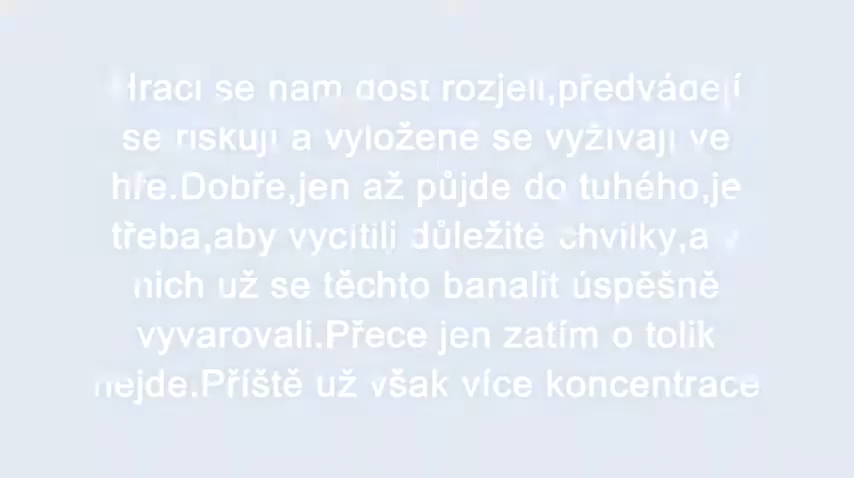 Hráči se nám dost rozjeli,předvádějí
se riskují a vyloženě se vyžívají ve
hře.Dobře,jen až půjde do tuhého,je
třeba,aby vycítili důležité chvilky,a v
nich už se těchto banalit úspěšně
vyvarovali.Přece jen zatím o tolik
nejde.Příště už však více koncentrace